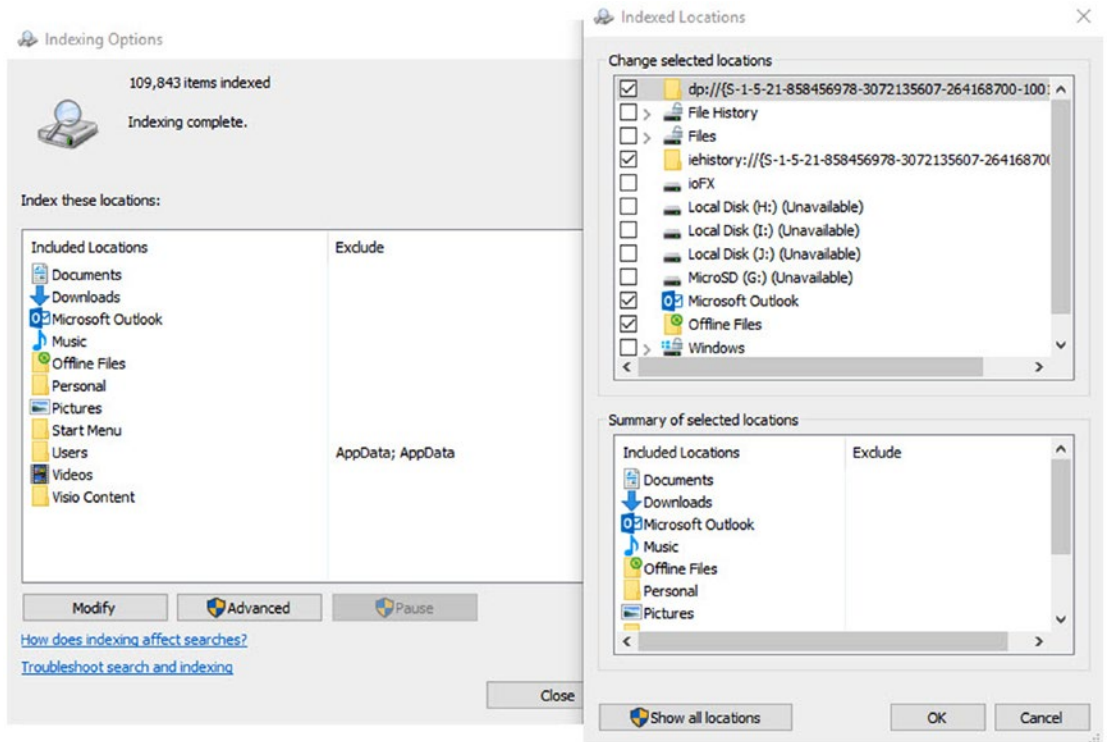 Indexing Options
109,843 items indexed
Indexing complete.
Index these locations:
Included Locations Exclude
Documents
Downloads
Microsoft Outlook
Music
Offline Files
Personal
Pictures
Start Menu
Users AppData; AppData
Videos
Visio Content
Modify Advanced Pause
How does indexing affect searches?
Troubleshoot search and indexing
Close
Indexed Locations
Change selected locations
dp://{S-1-5-21-858456978-3072135607-264168700-100
File History
Files
iehistory://{S-1-5-21-858456978-3072135607-26416870
ioFX
Local Disk (H:) (Unavailable)
Local Disk (I:) (Unavailable)
Local Disk (J:) (Unavailable)
MicroSD (G:) (Unavailable)
Microsoft Outlook
Offline Files
Windows
Summary of selected locations
Included Locations Exclude
Documents
Downloads
Microsoft Outlook
Music
Offline Files
Personal
Pictures
Show all locations OK Cancel